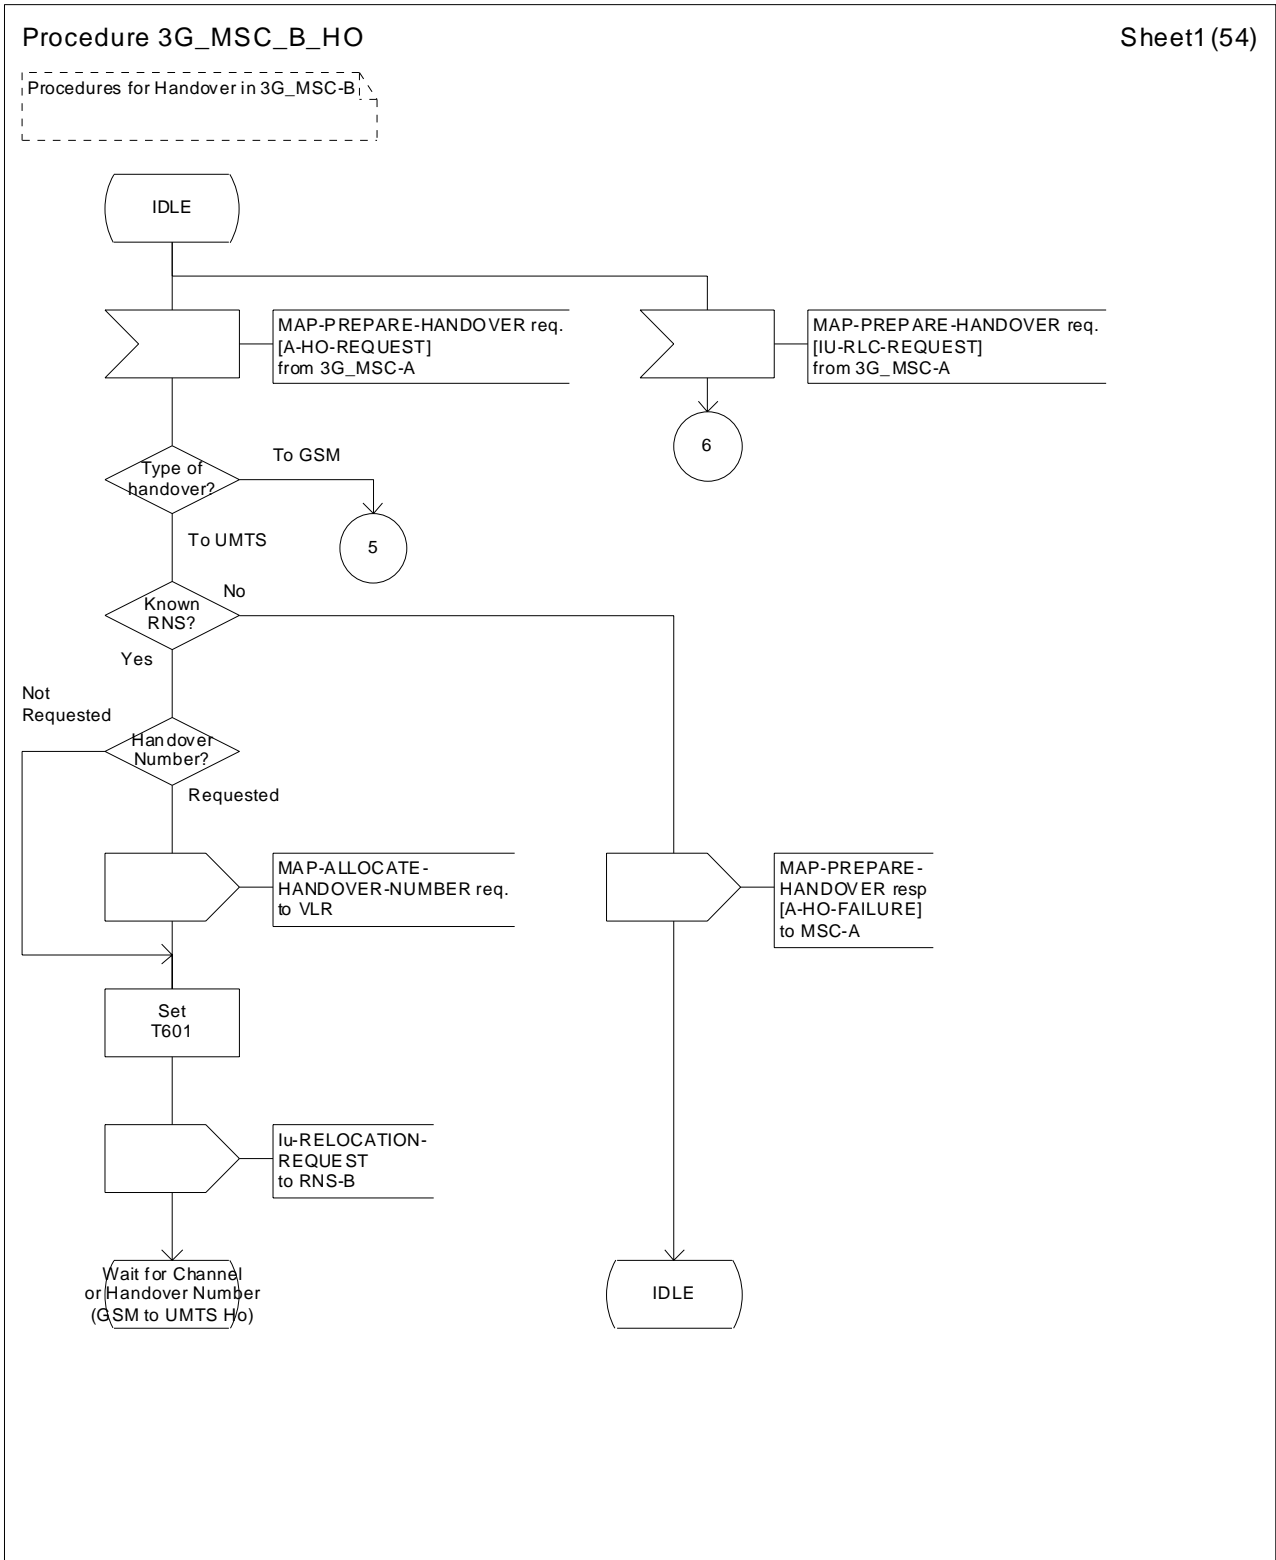 Procedure 3G_MSC_B_HO
Sheet1 (54)
Procedures for Handover in 3G_MSC-B
IDLE
MAP-PREPARE-HANDOVER req.
[A-HO-REQUEST]
from 3G_MSC-A
MAP-PREPARE-HANDOVER req.
[IU-RLC-REQUEST]
from 3G_MSC-A
6
Type of
handover?
To GSM
5
To UMTS
Known
RNS?
No
Yes
Not
Requested
Handover
Number?
Requested
MAP-ALLOCATE-
HANDOVER-NUMBER req.
to VLR
MAP-PREPARE-
HANDOVER resp
[A-HO-FAILURE]
to MSC-A
Set
T601
Iu-RELOCATION-
REQUEST
to RNS-B
Wait for Channel
or Handover Number
(GSM to UMTS Ho)
IDLE